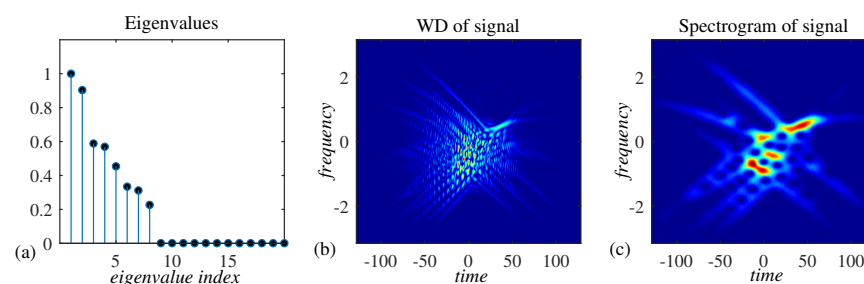 Eigenvalues
1
0.8
0.6
0.4
0.2
0
5
10
15
eigenvalue index
(a)
WD of signal
2
0
-2
frequency
-100
-50
0
50
100
time
(b)
Spectrogram of signal
2
0
-2
frequency
-100
-50
0
50
100
time
(c)